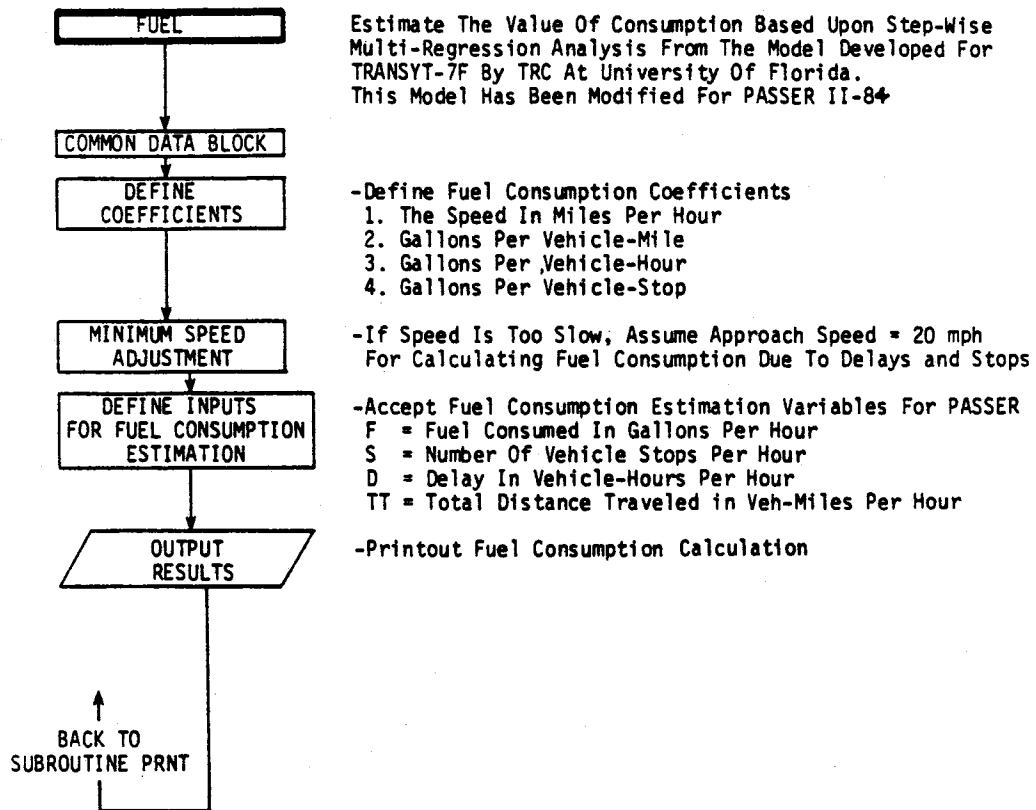 FUEL
Estimate The Value Of Consumption Based Upon Step-Wise
Multi-Regression Analysis From The Model Developed For
TRANSYT-7F By TRC At University Of Florida.
This Model Has Been Modified For PASSER II-84
COMMON DATA BLOCK
DEFINE
COEFFICIENTS
-Define Fuel Consumption Coefficients
1. The Speed In Miles Per Hour
2. Gallons Per Vehicle-Mile
3. Gallons Per Vehicle-Hour
4. Gallons Per Vehicle-Stop
MINIMUM SPEED
ADJUSTMENT
-If Speed Is Too Slow, Assume Approach Speed = 20 mph
For Calculating Fuel Consumption Due To Delays and Stops
DEFINE INPUTS
FOR FUEL CONSUMPTION
ESTIMATION
-Accept Fuel Consumption Estimation Variables For PASSER
F = Fuel Consumed In Gallons Per Hour
S = Number Of Vehicle Stops Per Hour
D = Delay In Vehicle-Hours Per Hour
TT = Total Distance Traveled in Veh-Miles Per Hour
OUTPUT
RESULTS
-Printout Fuel Consumption Calculation
BACK TO
SUBROUTINE PRNT